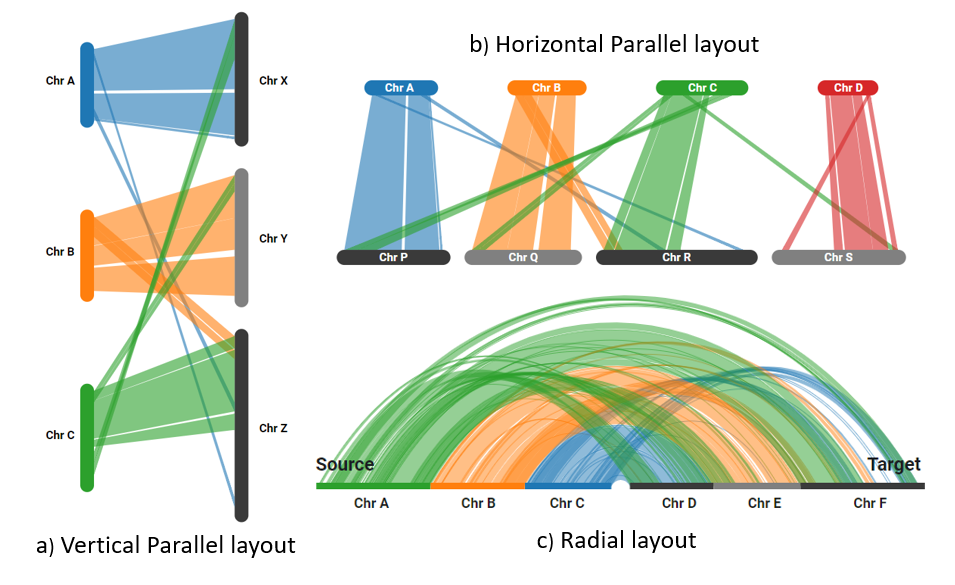 b) Horizontal Parallel layout
Chr A
Chr X
Chr B
Chr Y
Chr C
Chr Z
a) Vertical Parallel layout
Chr A Chr B Chr C Chr D
Chr P Chr Q Chr R Chr S
Source Target
Chr A Chr B Chr C Chr D Chr E Chr F
c) Radial layout